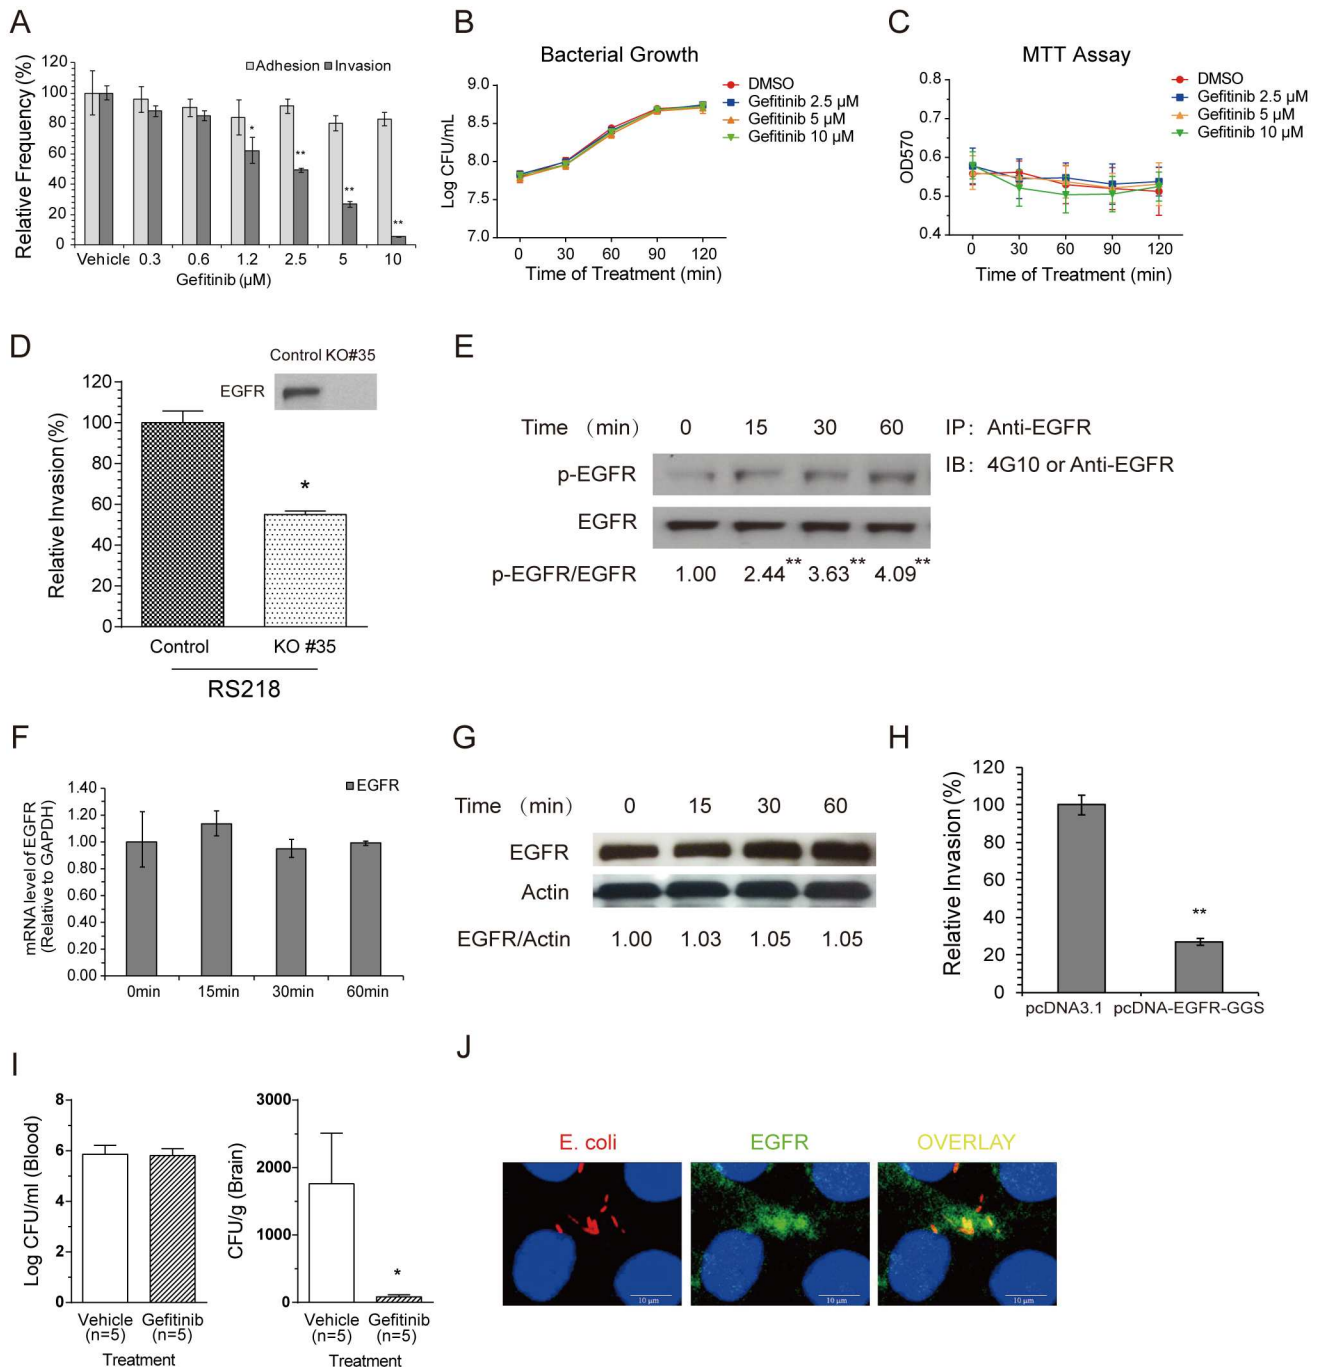 A
120
100
80
60
40
20
0
Relative Frequency (%)
Adhesion Invasion
*
**
**
**
Vehicle 0.3 0.6 1.2 2.5 5 10
Gefitinib (µM)
B
Bacterial Growth
9.0
8.5
8.0
7.5
7.0
Log CFU/mL
DMSO
Gefitinib 2.5 µM
Gefitinib 5 µM
Gefitinib 10 µM
0 30 60 90 120
Time of Treatment (min)
C
MTT Assay
0.8
0.7
0.6
0.5
0.4
OD570
DMSO
Gefitinib 2.5 µM
Gefitinib 5 µM
Gefitinib 10 µM
0 30 60 90 120
Time of Treatment (min)
D
Control KO#35
EGFR
120
100
80
60
40
20
0
Relative Invasion (%)
*
Control KO #35
RS218
E
Time （min） 0 15 30 60 IP: Anti-EGFR
p-EGFR IB: 4G10 or Anti-EGFR
EGFR
p-EGFR/EGFR 1.00 2.44** 3.63** 4.09**
F
1.40
1.20
1.00
0.80
0.60
0.40
0.20
0.00
mRNA level of EGFR
(Relative to GAPDH)
EGFR
0min 15min 30min 60min
G
Time （min） 0 15 30 60
EGFR
Actin
EGFR/Actin 1.00 1.03 1.05 1.05
H
120
100
80
60
40
20
0
Relative Invasion (%)
**
pcDNA3.1 pcDNA-EGFR-GGS
I
8
6
4
2
0
Log CFU/ml (Blood)
Vehicle Gefitinib
(n=5) (n=5)
Treatment
3000
2000
1000
0
CFU/g (Brain)
*
Vehicle Gefitinib
(n=5) (n=5)
Treatment
J
E. coli EGFR OVERLAY
10 µm 10 µm 10 µm